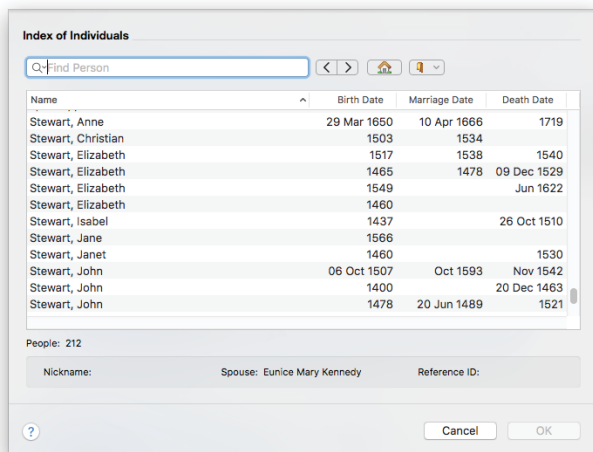 Index of Individuals
Find Person
Name Birth Date Marriage Date Death Date
Stewart, Anne 29 Mar 1650 10 Apr 1666 1719
Stewart, Christian 1503 1534
Stewart, Elizabeth 1517 1538 1540
Stewart, Elizabeth 1465 1478 09 Dec 1529
Stewart, Elizabeth 1549 Jun 1622
Stewart, Elizabeth 1460
Stewart, Isabel 1437 26 Oct 1510
Stewart, Jane 1566
Stewart, Janet 1460 1530
Stewart, John 06 Oct 1507 Oct 1593 Nov 1542
Stewart, John 1400 20 Dec 1463
Stewart, John 1478 20 Jun 1489 1521
People: 212
Nickname: Spouse: Eunice Mary Kennedy Reference ID:
? Cancel OK